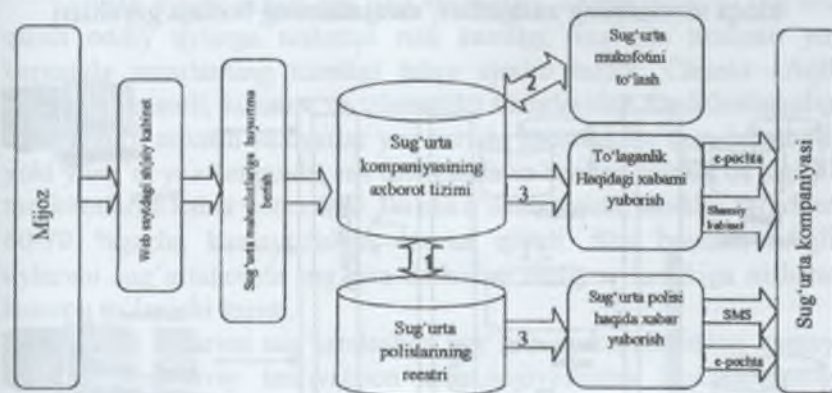 Mijoz
Web saytdagi shjsiy kabinet
Sug'urta mahsulotlariga buyurtma
berish
Sug'urta
kompaniyasining
axborot tizimi
1
Sug'urta
polislarining
reestri
2
3
3
Sug'urta
mukofotini
to'lash
To'laganlik
Haqidagi xabarni
yuborish
Sug'urta polisi
haqida xabar
yuborish
e-pochta
Shaxsiy
kabinet
SMS
e-pochta
Sug'urta kompaniyasi